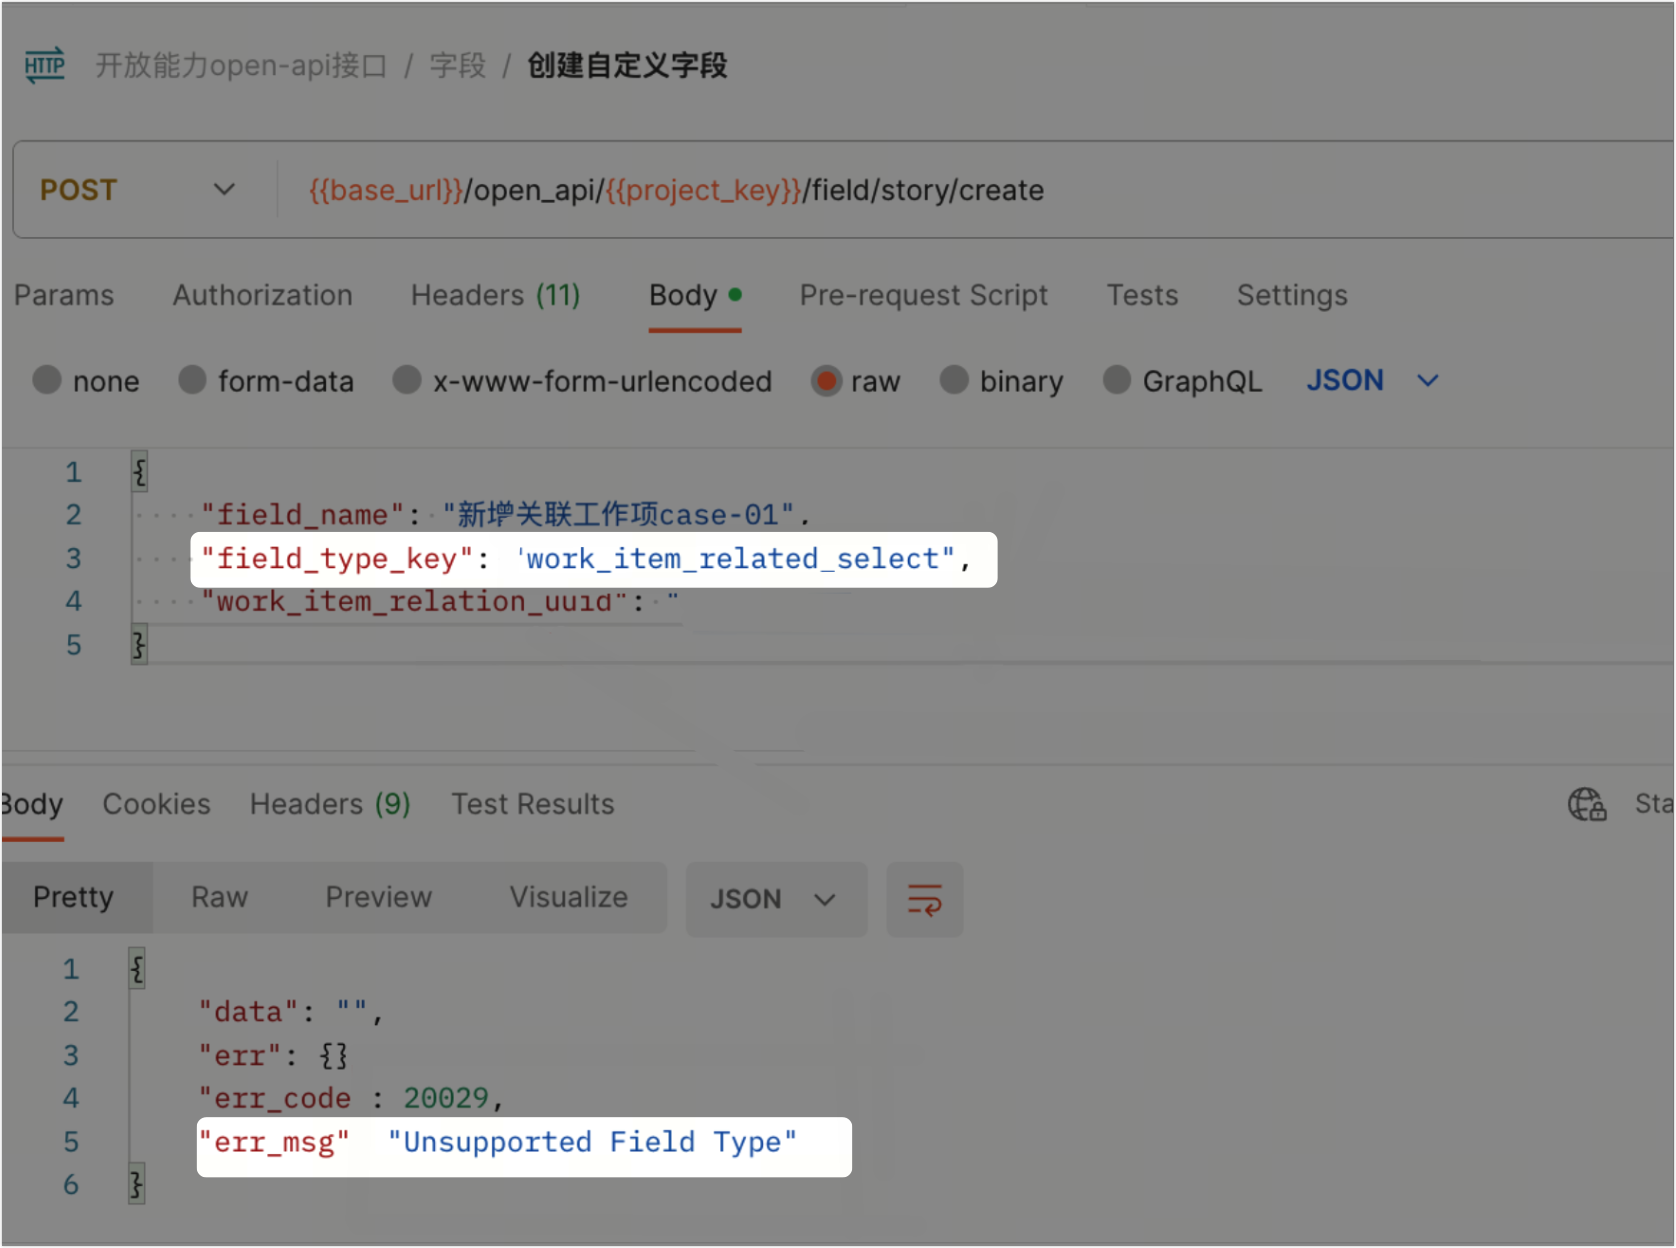 HTTP 开放能力open-api接口 / 字段 / 创建自定义字段
POST {{base_url}}/open_api/{{project_key}}/field/story/create
Params Authorization Headers (11) Body Pre-request Script Tests Settings
none form-data x-www-form-urlencoded raw binary GraphQL JSON
1 {
2 "field_name": "新增关联工作项case-01",
3 "field_type_key": 'work_item_related_select",
4 "work_item_relation_uuid": "
5 }
Body Cookies Headers (9) Test Results Sta
Pretty Raw Preview Visualize JSON
1 {
2 "data": "",
3 "err": {}
4 "err_code : 20029,
5 "err_msg" "Unsupported Field Type"
6 }